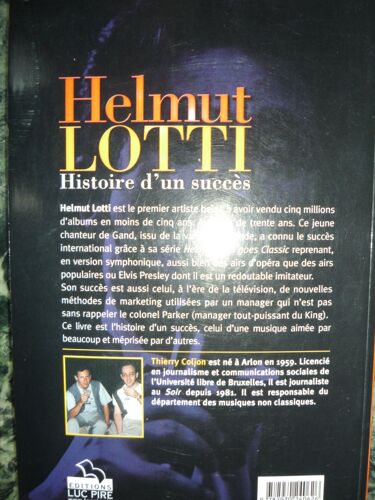 Helmut
LOTTI
Histoire d'un succès
Helmut Lotti est le premier artiste avoir vendu cinq millions
d'albums en moins de cinq ans de trente ans. Ce jeune
chanteur de Gand, issu de la a connu le succès
international grâce à sa série goes Classic reprenant,
en version symphonique, aussi bien des airs d'opéra que des airs
populaires ou Elvis Presley dont il est un redoutable imitateur.
Son succès est aussi celui, à l'ère de la télévision, de nouvelles
méthodes de marketing utilisées par un manager qui n'est pas
sans rappeler le colonel Parker (manager tout-puissant du King).
Ce livre est l'histoire d'un succès, celui d'une musique aimée par
beaucoup et méprisée par d'autres.
Thierry Coljon est né à Arlon en 1959. Licencié
en journalisme et communications sociales de
l'Université libre de Bruxelles, il est journaliste
au Soir depuis 1981. Il est responsable du
département des musiques non classiques.
EDITIONS
LUC PIRE